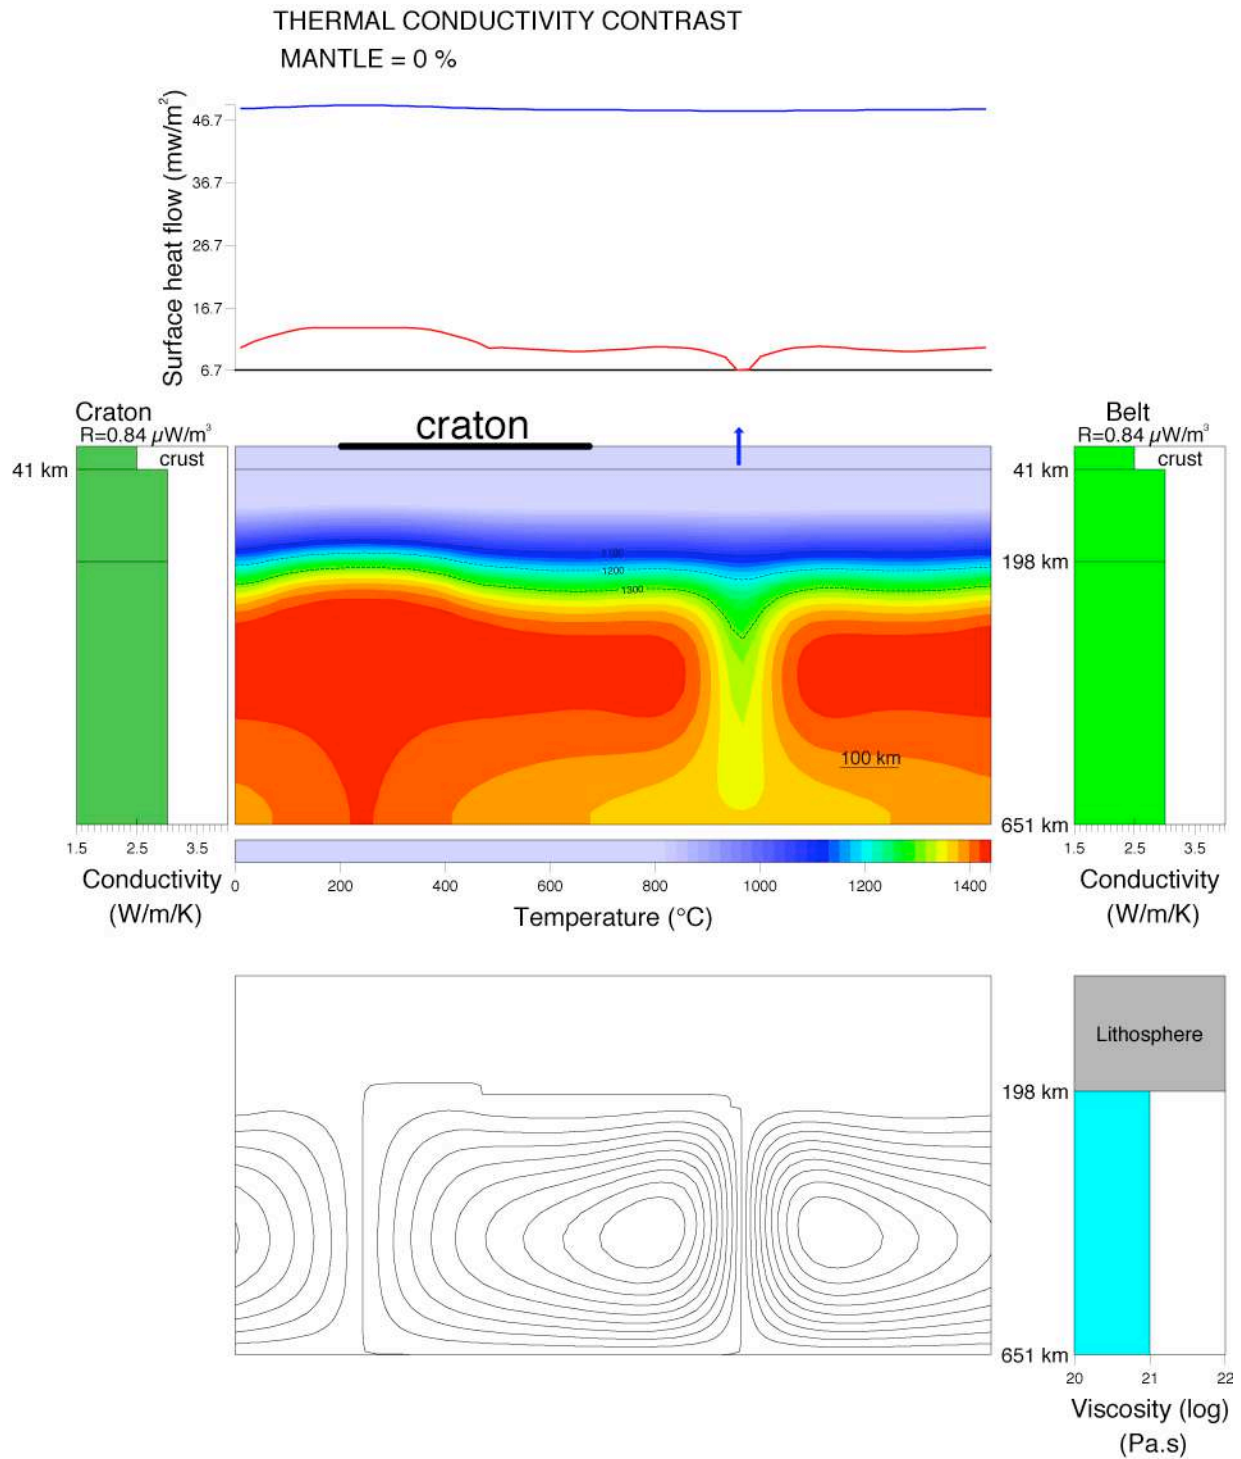 THERMAL CONDUCTIVITY CONTRAST
MANTLE = 0 %
Surface heat flow (mw/m²)
46.7
36.7
26.7
16.7
6.7
Craton
R=0.84 µW/m³
crust
41 km
craton
Belt
R=0.84 µW/m³
crust
41 km
198 km
1100
1200
1300
100 km
651 km
1.5 2.5 3.5
Conductivity
(W/m/K)
0 200 400 600 800 1000 1200 1400
Temperature (°C)
1.5 2.5 3.5
Conductivity
(W/m/K)
Lithosphere
198 km
651 km
20 21 22
Viscosity (log)
(Pa.s)